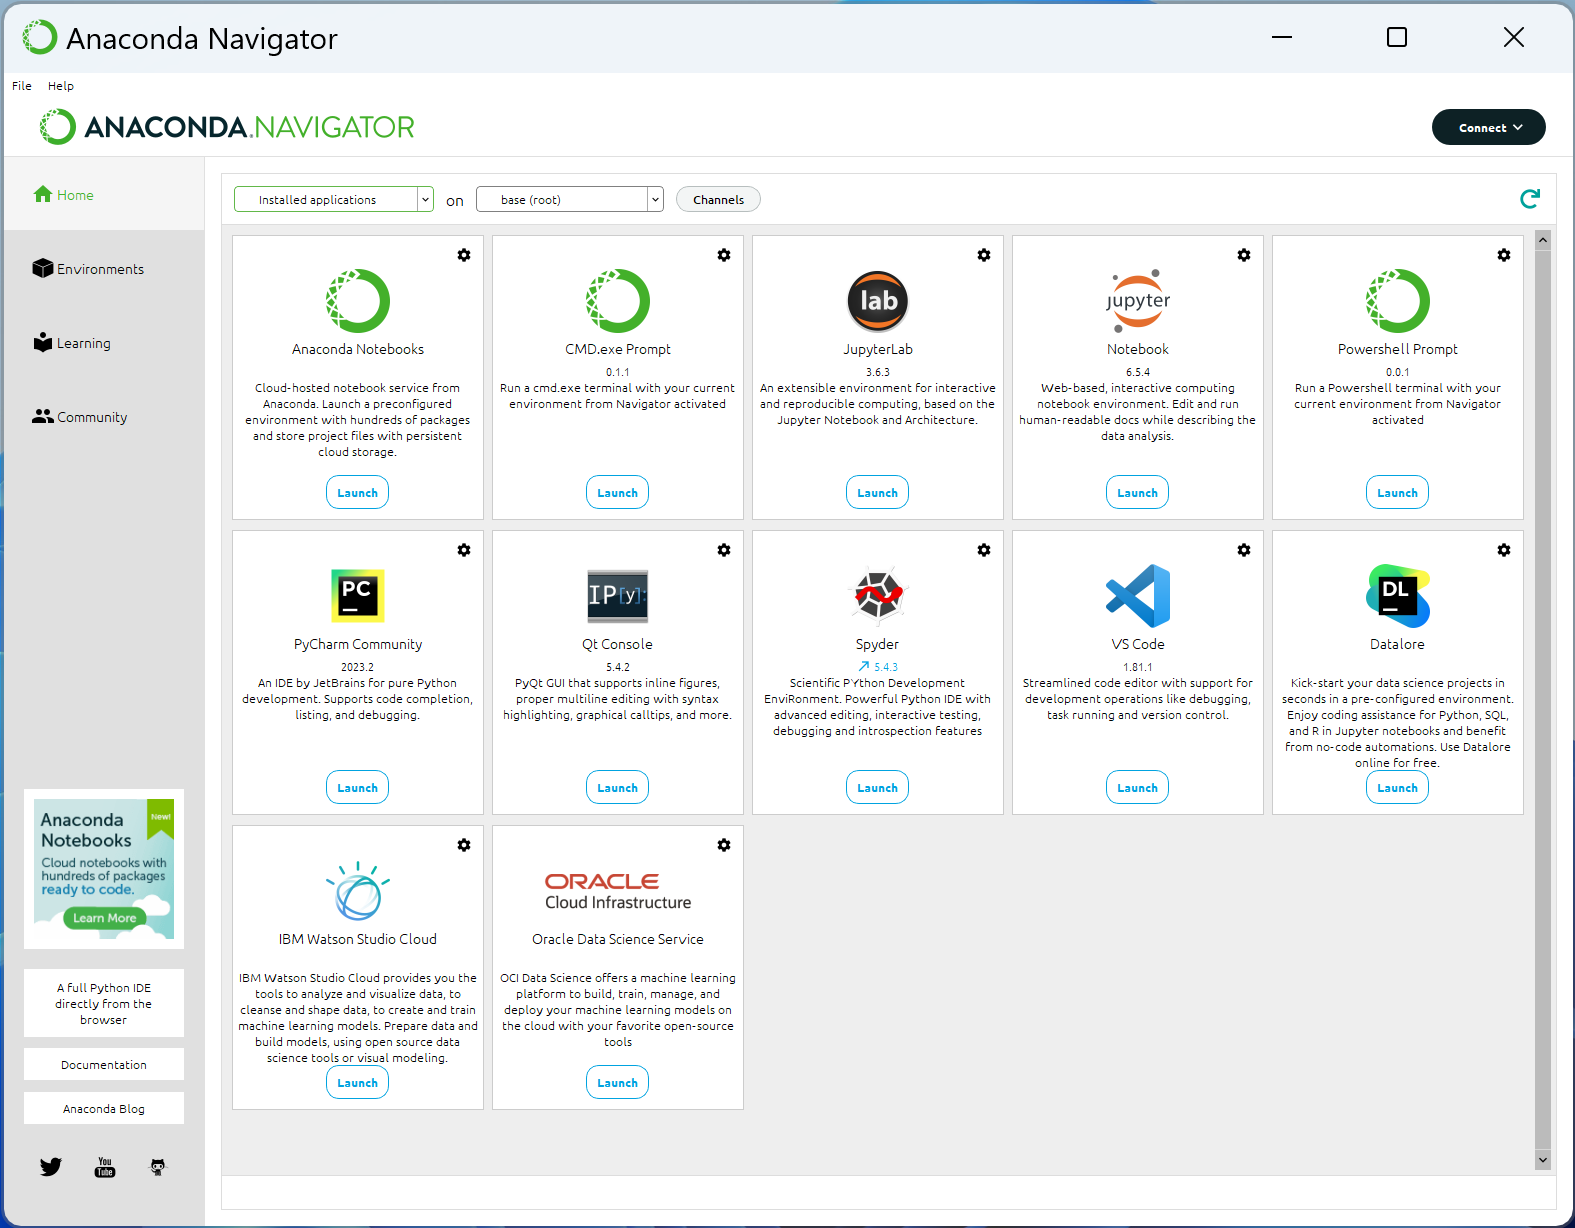 Anaconda Navigator
File Help
ANACONDA.NAVIGATOR
Connect
Home
Environments
Learning
Community
Installed applications on base (root) Channels
Anaconda Notebooks
Cloud-hosted notebook service from
Anaconda. Launch a preconfigured
environment with hundreds of packages
and store project files with persistent
cloud storage.
Launch
CMD.exe Prompt
0.1.1
Run a cmd.exe terminal with your current
environment from Navigator activated
Launch
lab
JupyterLab
3.6.3
An extensible environment for interactive
and reproducible computing, based on the
Jupyter Notebook and Architecture.
Launch
jupyter
Notebook
6.5.4
Web-based, interactive computing
notebook environment. Edit and run
human-readable docs while describing the
data analysis.
Launch
Powershell Prompt
0.0.1
Run a Powershell terminal with your
current environment from Navigator
activated
Launch
PC
PyCharm Community
2023.2
An IDE by JetBrains for pure Python
development. Supports code completion,
listing, and debugging.
Launch
IP[y]:
Qt Console
5.4.2
PyQt GUI that supports inline figures,
proper multiline editing with syntax
highlighting, graphical calltips, and more.
Launch
Spyder
5.4.3
Scientific PYthon Development
EnviRonment. Powerful Python IDE with
advanced editing, interactive testing,
debugging and introspection features
Launch
VS Code
1.81.1
Streamlined code editor with support for
development operations like debugging,
task running and version control.
Launch
DL
Datalore
Kick-start your data science projects in
seconds in a pre-configured environment.
Enjoy coding assistance for Python, SQL,
and R in Jupyter notebooks and benefit
from no-code automations. Use Datalore
online for free.
Launch
IBM Watson Studio Cloud
IBM Watson Studio Cloud provides you the
tools to analyze and visualize data, to
cleanse and shape data, to create and train
machine learning models. Prepare data and
build models, using open source data
science tools or visual modeling.
Launch
ORACLE
Cloud Infrastructure
Oracle Data Science Service
OCI Data Science offers a machine learning
platform to build, train, manage, and
deploy your machine learning models on
the cloud with your favorite open-source
tools
Launch
New!
Anaconda
Notebooks
Cloud notebooks with
hundreds of packages
ready to code.
Learn More
A full Python IDE
directly from the
browser
Documentation
Anaconda Blog
You
Tube